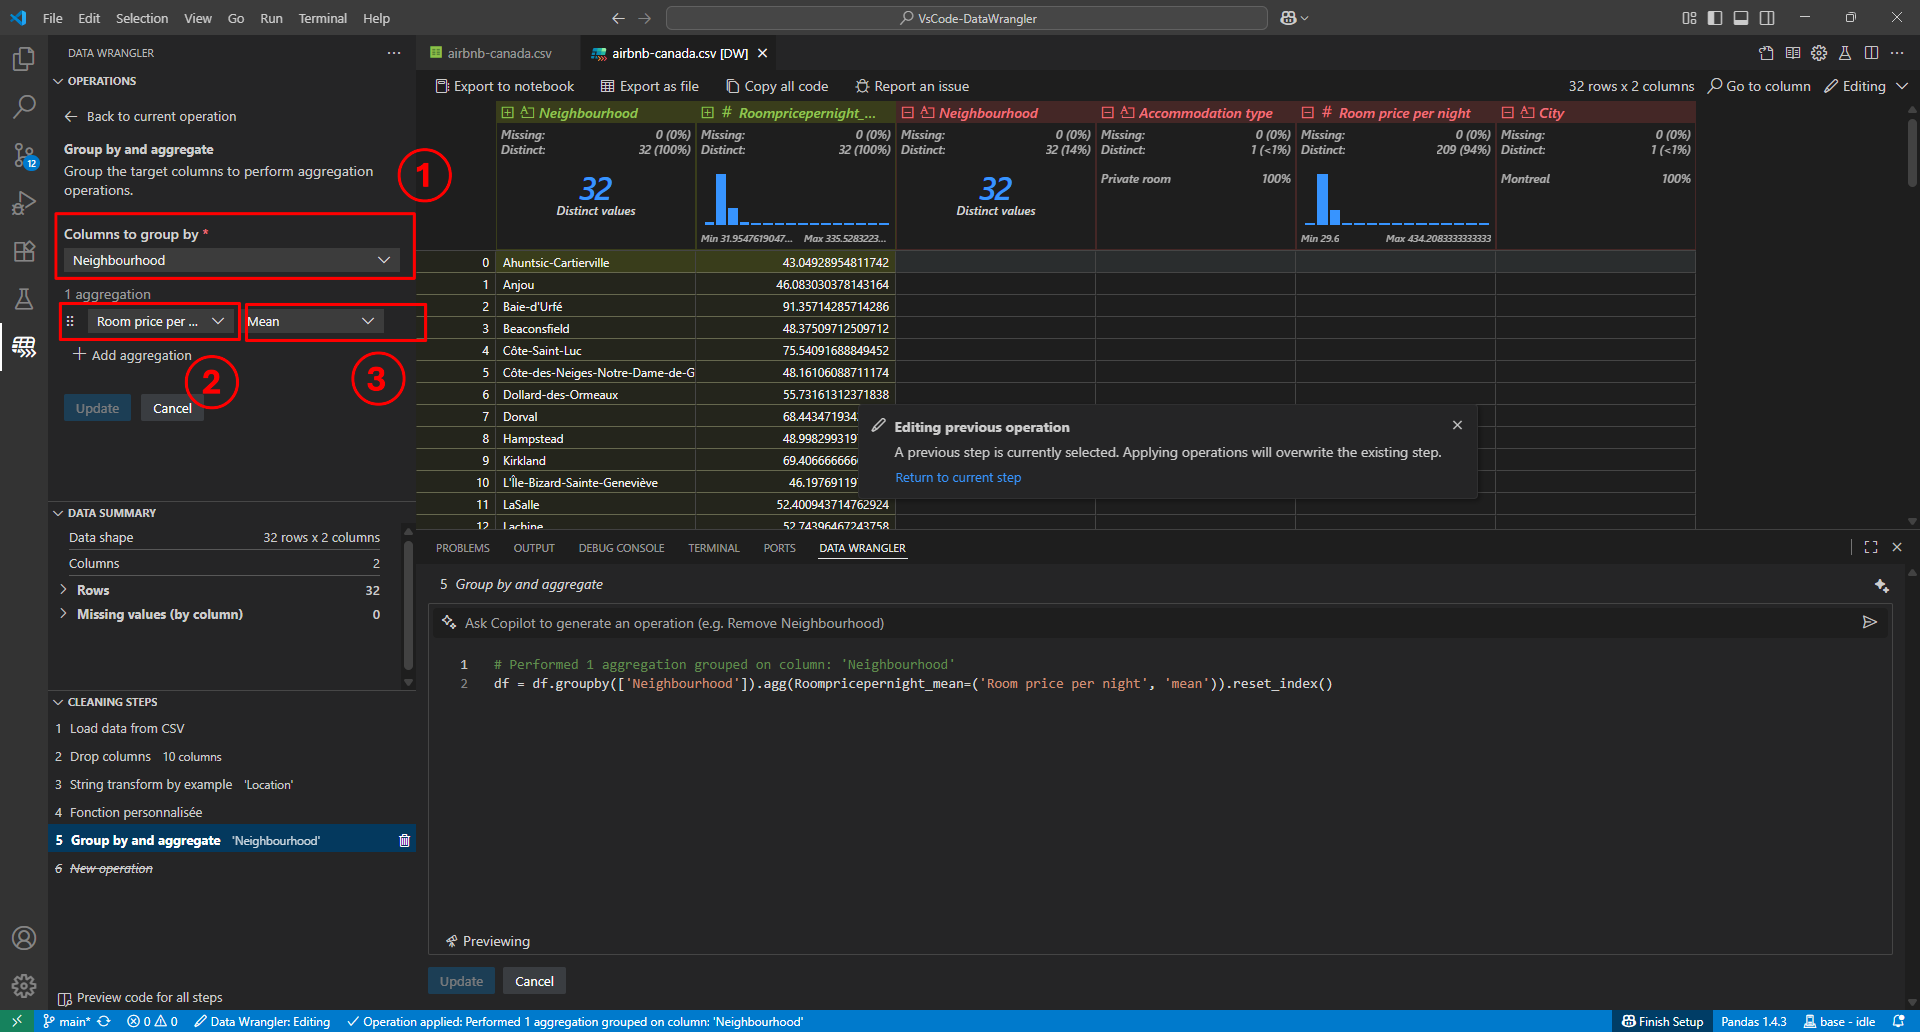 File Edit Selection View Go Run Terminal Help
VsCode-DataWrangler
DATA WRANGLER
airbnb-canada.csv
airbnb-canada.csv [DW]
OPERATIONS
Export to notebook Export as file Copy all code Report an issue
32 rows x 2 columns Go to column Editing
Back to current operation
Group by and aggregate
Group the target columns to perform aggregation
operations.
1
Columns to group by *
Neighbourhood
1 aggregation
Room price per ... Mean
Add aggregation
2
3
Update Cancel
Neighbourhood Roompricepernight_... Neighbourhood Accommodation type # Room price per night City
Missing: 0 (0%) Missing: 0 (0%) Missing: 0 (0%) Missing: 0 (0%) Missing: 0 (0%) Missing: 0 (0%)
Distinct: 32 (100%) Distinct: 32 (100%) Distinct: 32 (14%) Distinct: 1 (<1%) Distinct: 209 (94%) Distinct: 1 (<1%)
32
Distinct values
Min 31.9547619047... Max 335.5283223...
32
Distinct values
Private room 100%
Min 29.6 Max 434.2083333333333
Montreal 100%
0 Ahuntsic-Cartierville 43.04928954811742
1 Anjou 46.083030378143164
2 Baie-d'Urfé 91.35714285714286
3 Beaconsfield 48.37509712509712
4 Côte-Saint-Luc 75.54091688849452
5 Côte-des-Neiges-Notre-Dame-de-G 48.16106088711174
6 Dollard-des-Ormeaux 55.73161312371838
7 Dorval 68.443471934
8 Hampstead 48.9982993197
9 Kirkland 69.4066666666
10 L'Île-Bizard-Sainte-Geneviève 46.197691197
11 LaSalle 52.400943714762924
12 Lachine 52.74396467243758
Editing previous operation
A previous step is currently selected. Applying operations will overwrite the existing step.
Return to current step
DATA SUMMARY
Data shape 32 rows x 2 columns
Columns 2
Rows 32
Missing values (by column) 0
CLEANING STEPS
1 Load data from CSV
2 Drop columns 10 columns
3 String transform by example 'Location'
4 Fonction personnalisée
5 Group by and aggregate 'Neighbourhood'
6 New operation
Preview code for all steps
PROBLEMS OUTPUT DEBUG CONSOLE TERMINAL PORTS DATA WRANGLER
5 Group by and aggregate
Ask Copilot to generate an operation (e.g. Remove Neighbourhood)
1 # Performed 1 aggregation grouped on column: 'Neighbourhood'
2 df = df.groupby(['Neighbourhood']).agg(Roompricepernight_mean=('Room price per night', 'mean')).reset_index()
Previewing
Update Cancel
12
main* 0 0 Data Wrangler: Editing Operation applied: Performed 1 aggregation grouped on column: 'Neighbourhood'
Finish Setup Pandas 1.4.3 base - idle